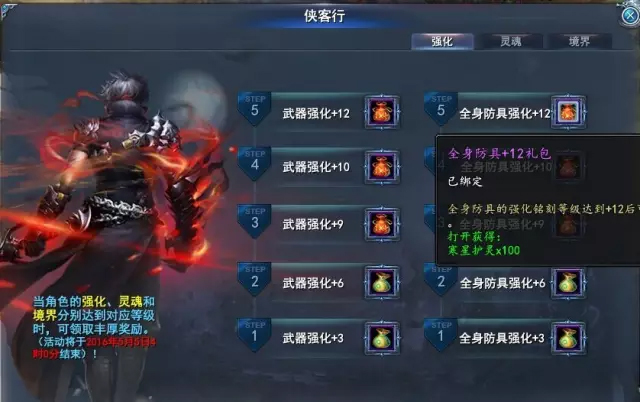 侠客行
强化
灵魂
境界
STEP 5
武器强化+12
STEP 5
全身防具强化+12
STEP 4
武器强化+10
STEP 3
武器强化+9
STEP 2
武器强化+6
STEP 2
全身防具强化+6
STEP 1
武器强化+3
STEP 1
全身防具强化+3
全身防具+12礼包
已绑定
全身防具的强化铭刻等级达到+12后可
。
打开获得:
寒星护灵x100
当角色的强化、灵魂和
境界分别达到对应等级
时，可领取丰厚奖励。
（活动将于2016年5月5日4
时0分结束）！